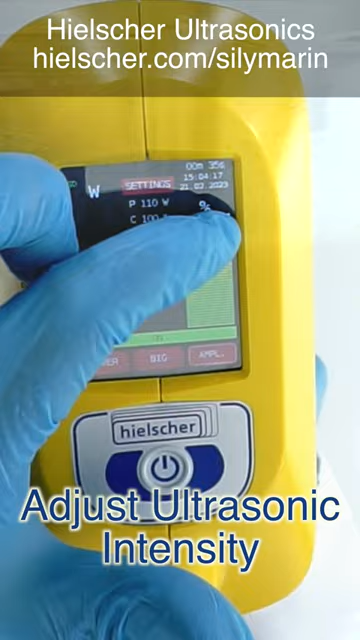 Hielscher Ultrasonics
hielscher.com/silymarin
00m 35s
15:04:17
21.02.2023
W
SETTINGS
P 110 W
C 100
%
BIG
AMPL.
hielscher
Adjust Ultrasonic
Intensity